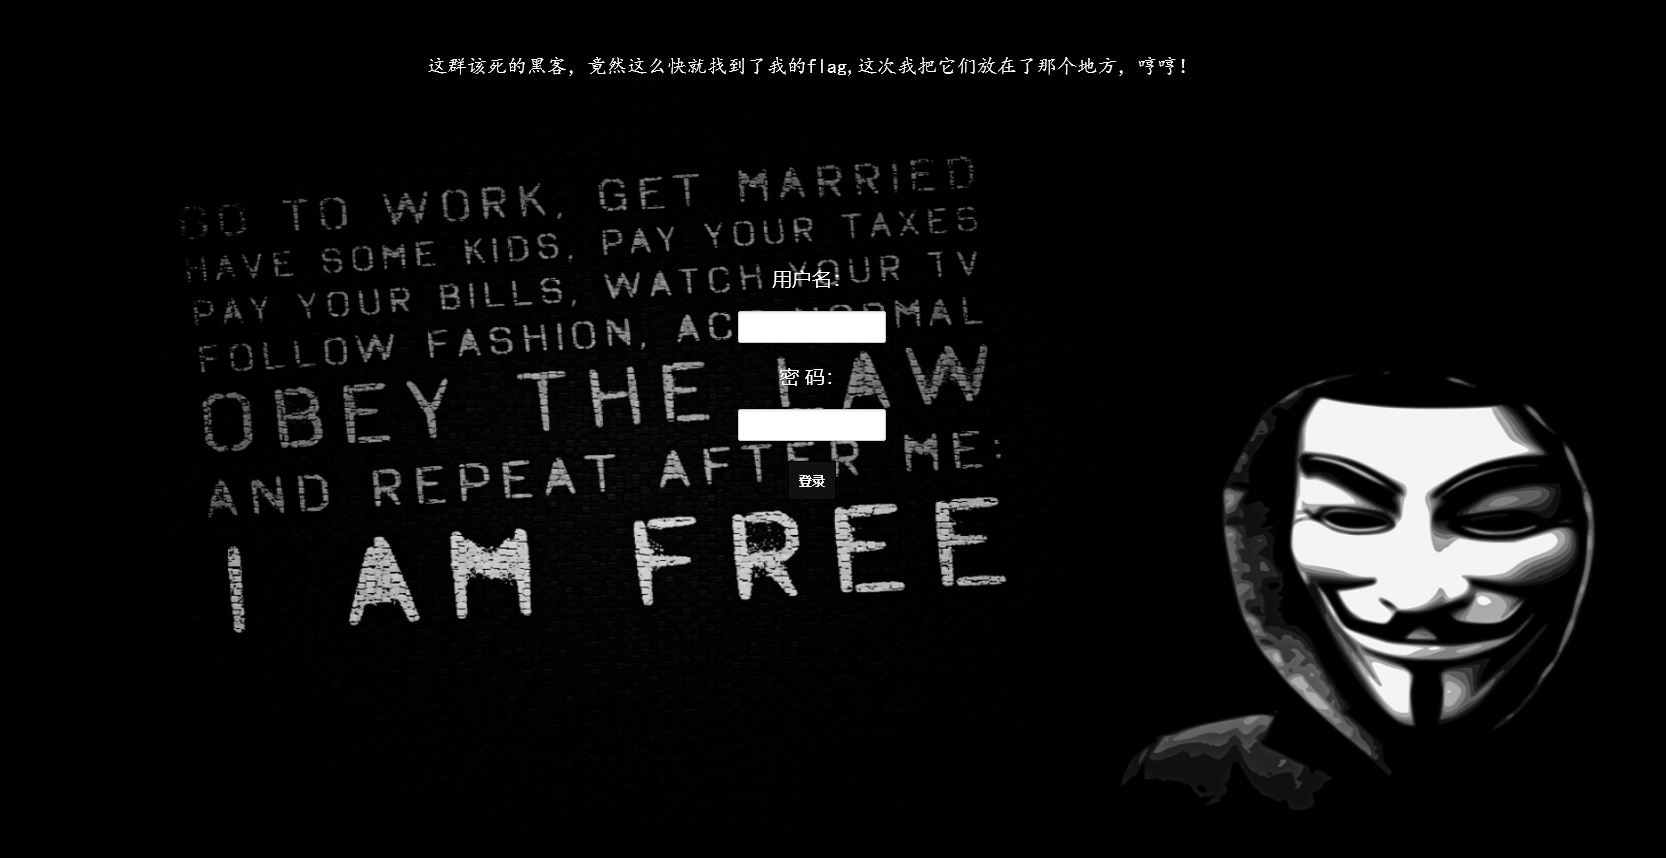 这群该死的黑客，竟然这么快就找到了我的flag,这次我把它们放在了那个地方，哼哼！
GO TO WORK, GET MARRIED
HAVE SOME KIDS, PAY YOUR TAXES
PAY YOUR BILLS, WATCH YOUR TV
FOLLOW FASHION, ACT NORMAL
OBEY THE LAW
AND REPEAT AFTER ME:
I AM FREE
用户名：
密 码：
登录